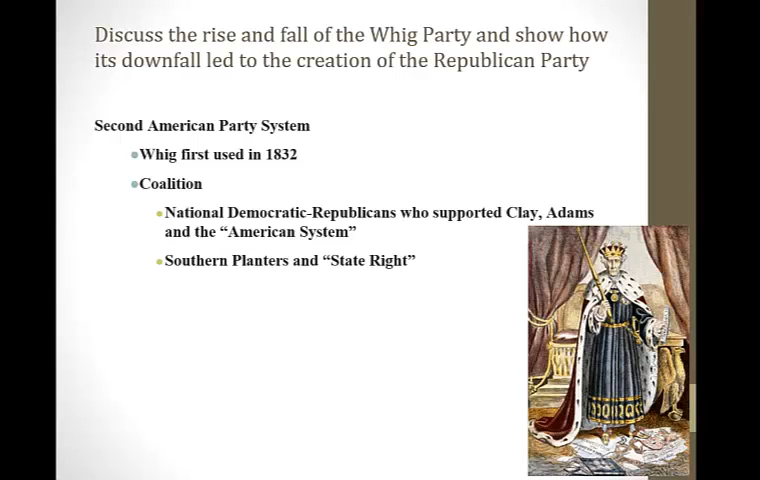 Discuss the rise and fall of the Whig Party and show how
its downfall led to the creation of the Republican Party
Second American Party System
Whig first used in 1832
Coalition
National Democratic-Republicans who supported Clay, Adams
and the “American System”
Southern Planters and “State Right”